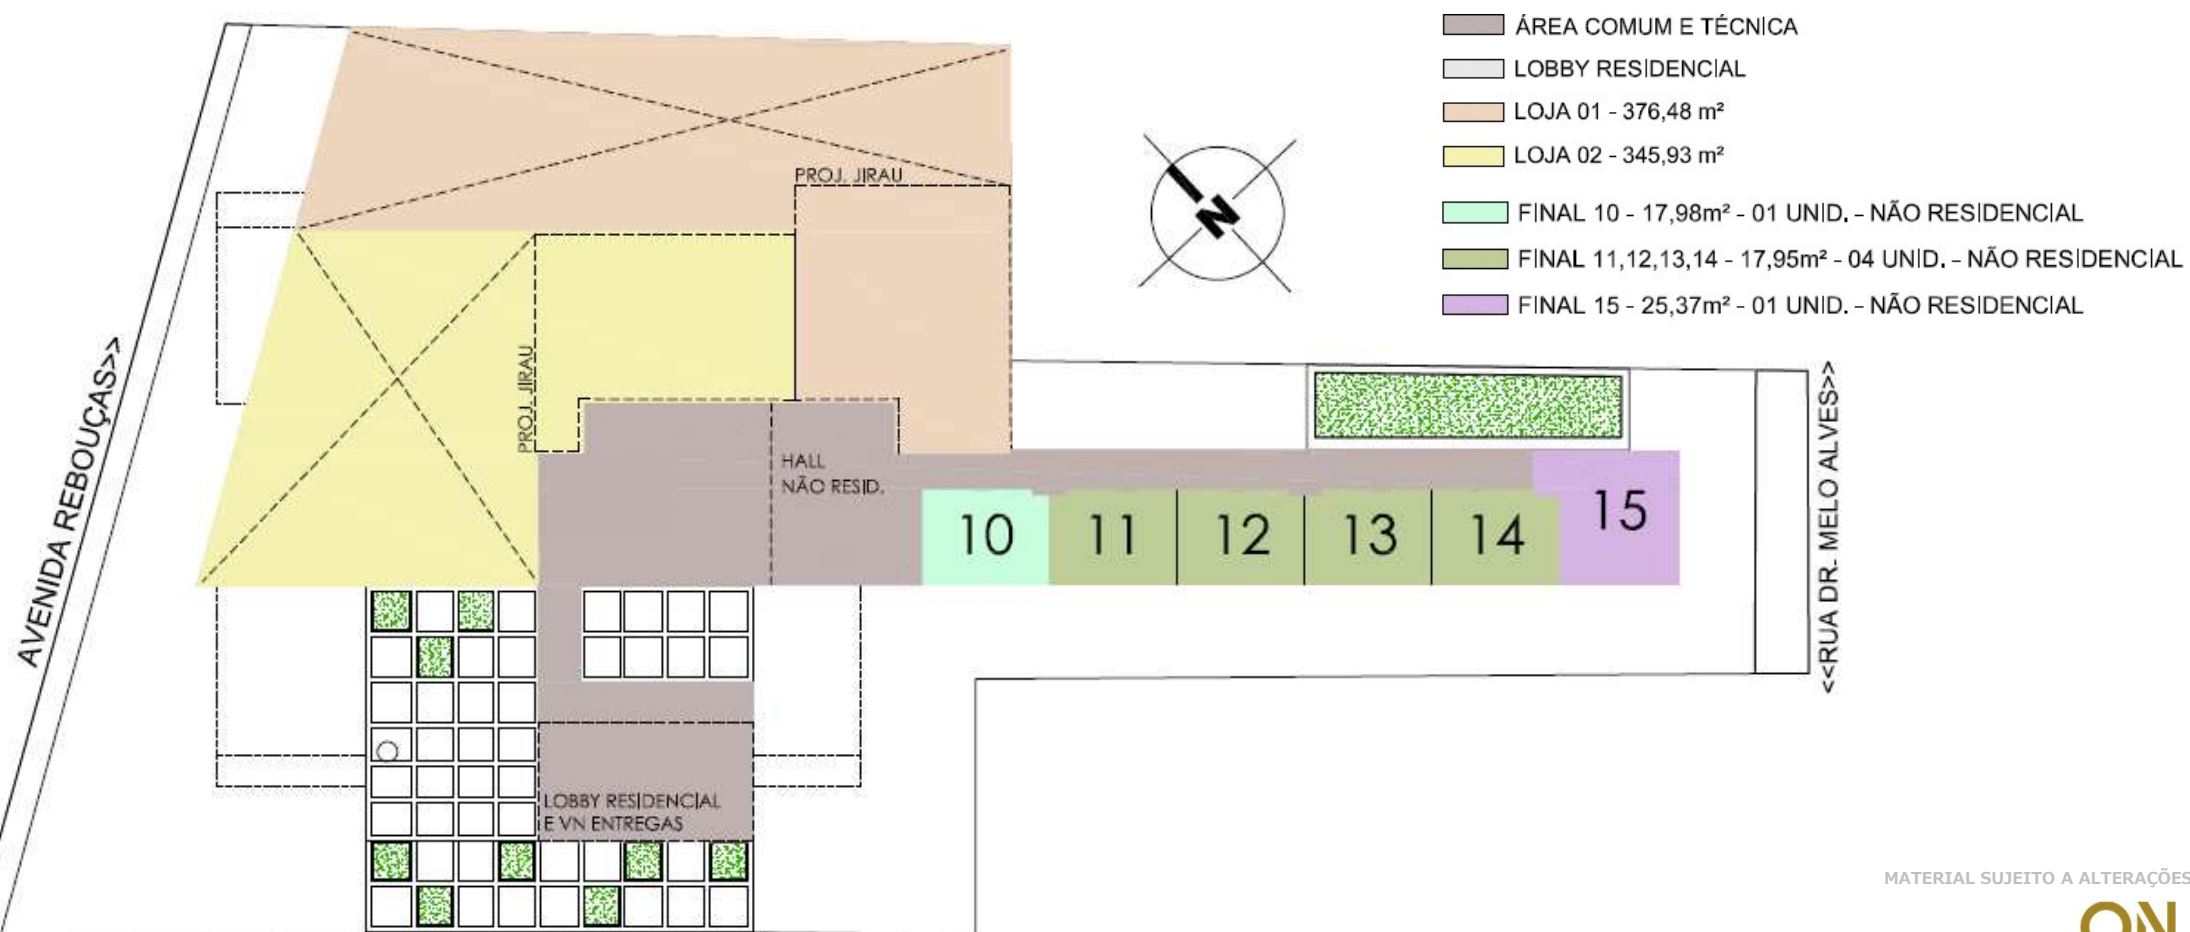 ÁREA COMUM E TÉCNICA
LOBBY RESIDENCIAL
LOJA 01 - 376,48 m²
LOJA 02 - 345,93 m²
FINAL 10 - 17,98m² - 01 UNID. - NÃO RESIDENCIAL
FINAL 11,12,13,14 - 17,95m² - 04 UNID. - NÃO RESIDENCIAL
FINAL 15 - 25,37m² - 01 UNID. - NÃO RESIDENCIAL
PROJ. JIRAU
N
PROJ. JIRAU
AVENIDA REBOUÇAS>>
HALL
NÃO RESID.
10
11
12
13
14
15
<<RUA DR. MELO ALVES>>
LOBBY RESIDENCIAL
E VN ENTREGAS
MATERIAL SUJEITO A ALTERAÇÕES
ON